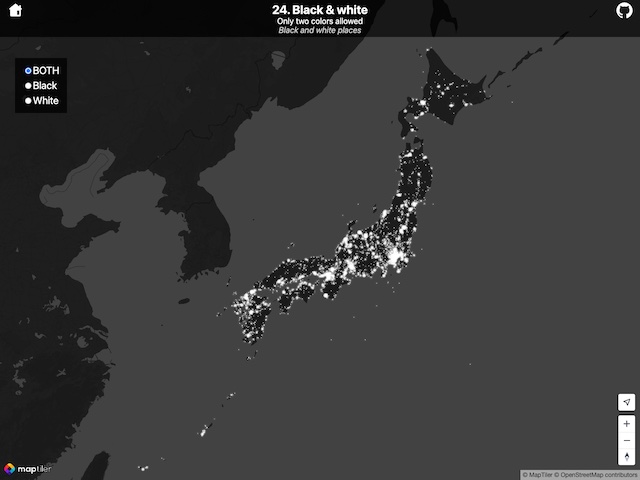 24. Black & white
Only two colors allowed
Black and white places
BOTH
Black
White
maptiler
© MapTiler © OpenStreetMap contributors